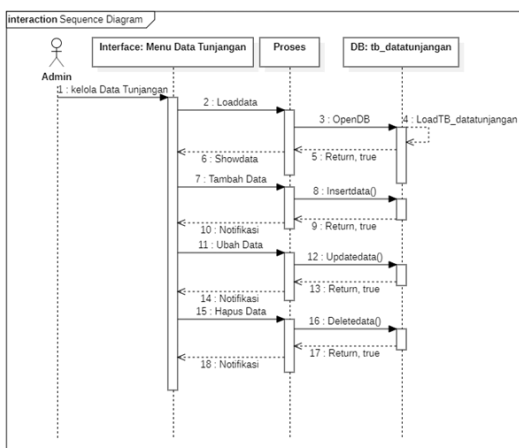 interaction Sequence Diagram
Interface: Menu Data Tunjangan
Proses
DB: tb_datatunjangan
Admin
1 : kelola Data Tunjangan
2 : Loaddata
3 : OpenDB
4 : LoadTB_datatunjangan
5 : Return, true
6 : Showdata
7 : Tambah Data
8 : Insertdata()
9 : Return, true
10 : Notifikasi
11 : Ubah Data
12 : Updatedata()
13 : Return, true
14 : Notifikasi
15 : Hapus Data
16 : Deletedata()
17 : Return, true
18 : Notifikasi